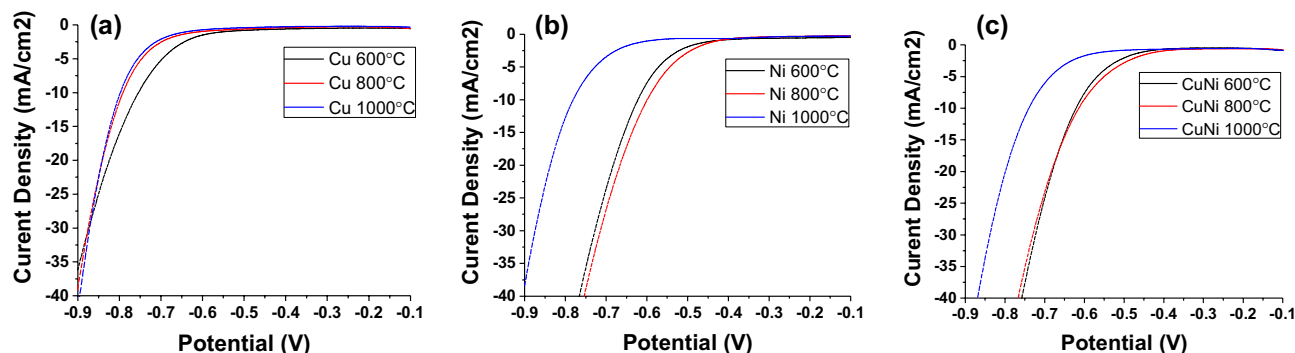 (a)
Cu 600°C
Cu 800°C
Cu 1000°C
Curent Density (mA/cm2)
0
-5
-10
-15
-20
-25
-30
-35
-40
-0.9 -0.8 -0.7 -0.6 -0.5 -0.4 -0.3 -0.2 -0.1
Potential (V)
(b)
Ni 600°C
Ni 800°C
Ni 1000°C
Curent Density (mA/cm2)
0
-5
-10
-15
-20
-25
-30
-35
-40
-0.9 -0.8 -0.7 -0.6 -0.5 -0.4 -0.3 -0.2 -0.1
Potential (V)
(c)
CuNi 600°C
CuNi 800°C
CuNi 1000°C
Curent Density (mA/cm2)
0
-5
-10
-15
-20
-25
-30
-35
-40
-0.9 -0.8 -0.7 -0.6 -0.5 -0.4 -0.3 -0.2 -0.1
Potential (V)